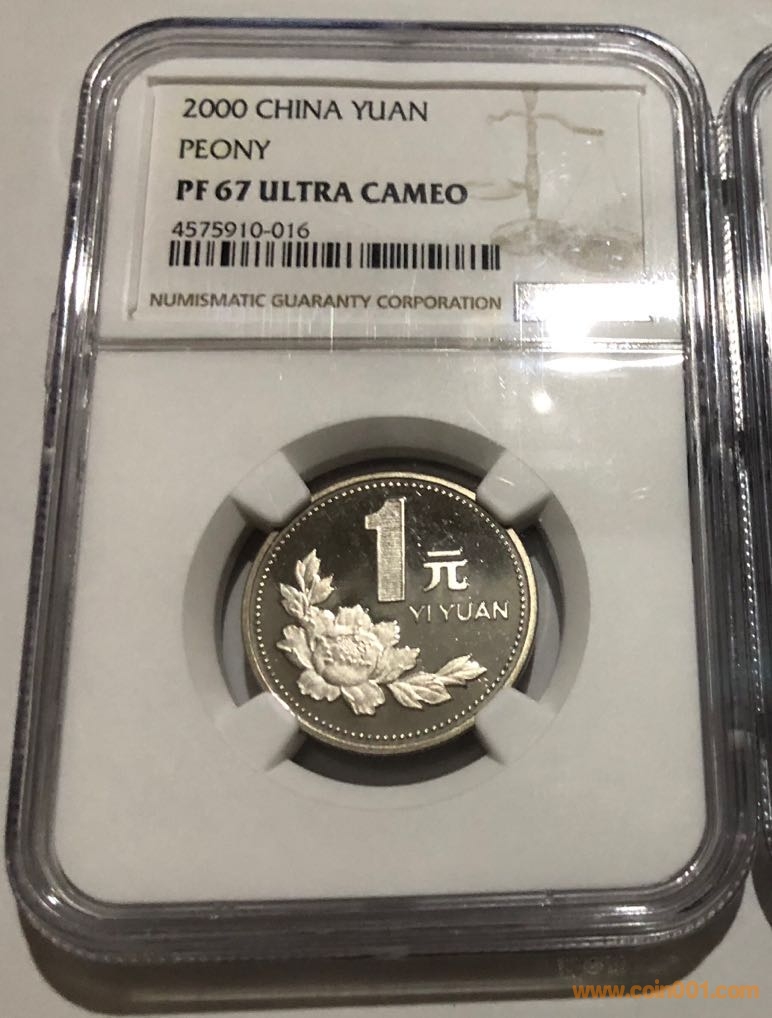 2000 CHINA YUAN
PEONY
PF 67 ULTRA CAMEO
4575910-016
NUMISMATIC GUARANTY CORPORATION
1 元
YI YUAN
www.coin001.com